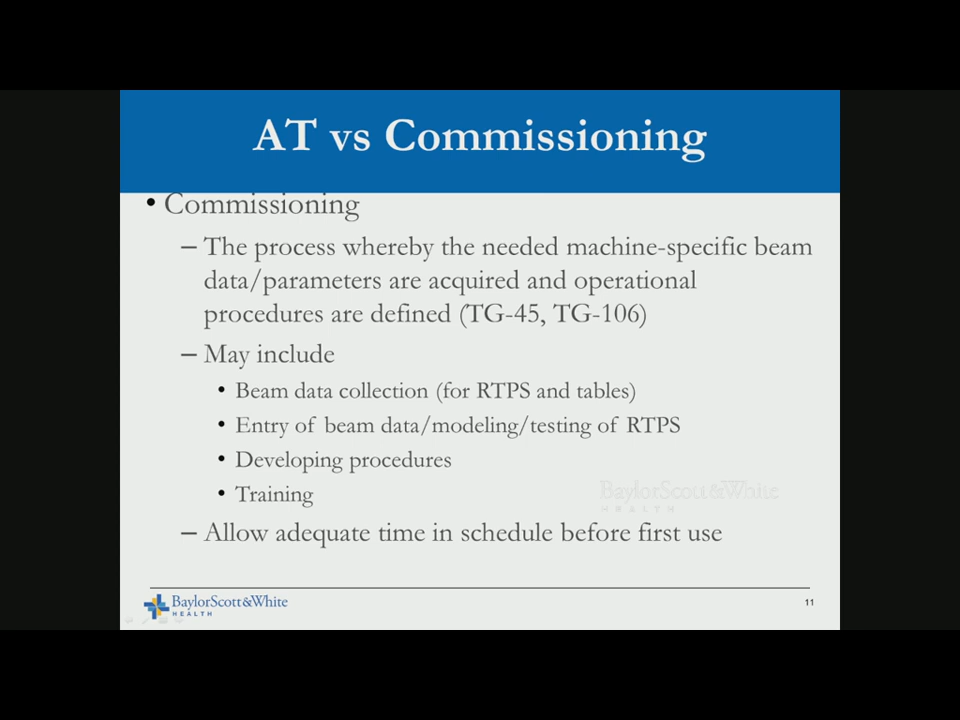 AT vs Commissioning
• Commissioning
– The process whereby the needed machine-specific beam
data/parameters are acquired and operational
procedures are defined (TG-45, TG-106)
– May include
• Beam data collection (for RTPS and tables)
• Entry of beam data/modeling/testing of RTPS
• Developing procedures
• Training
BaylorScott&White
HEALTH
– Allow adequate time in schedule before first use
BaylorScott&White
HEALTH
11